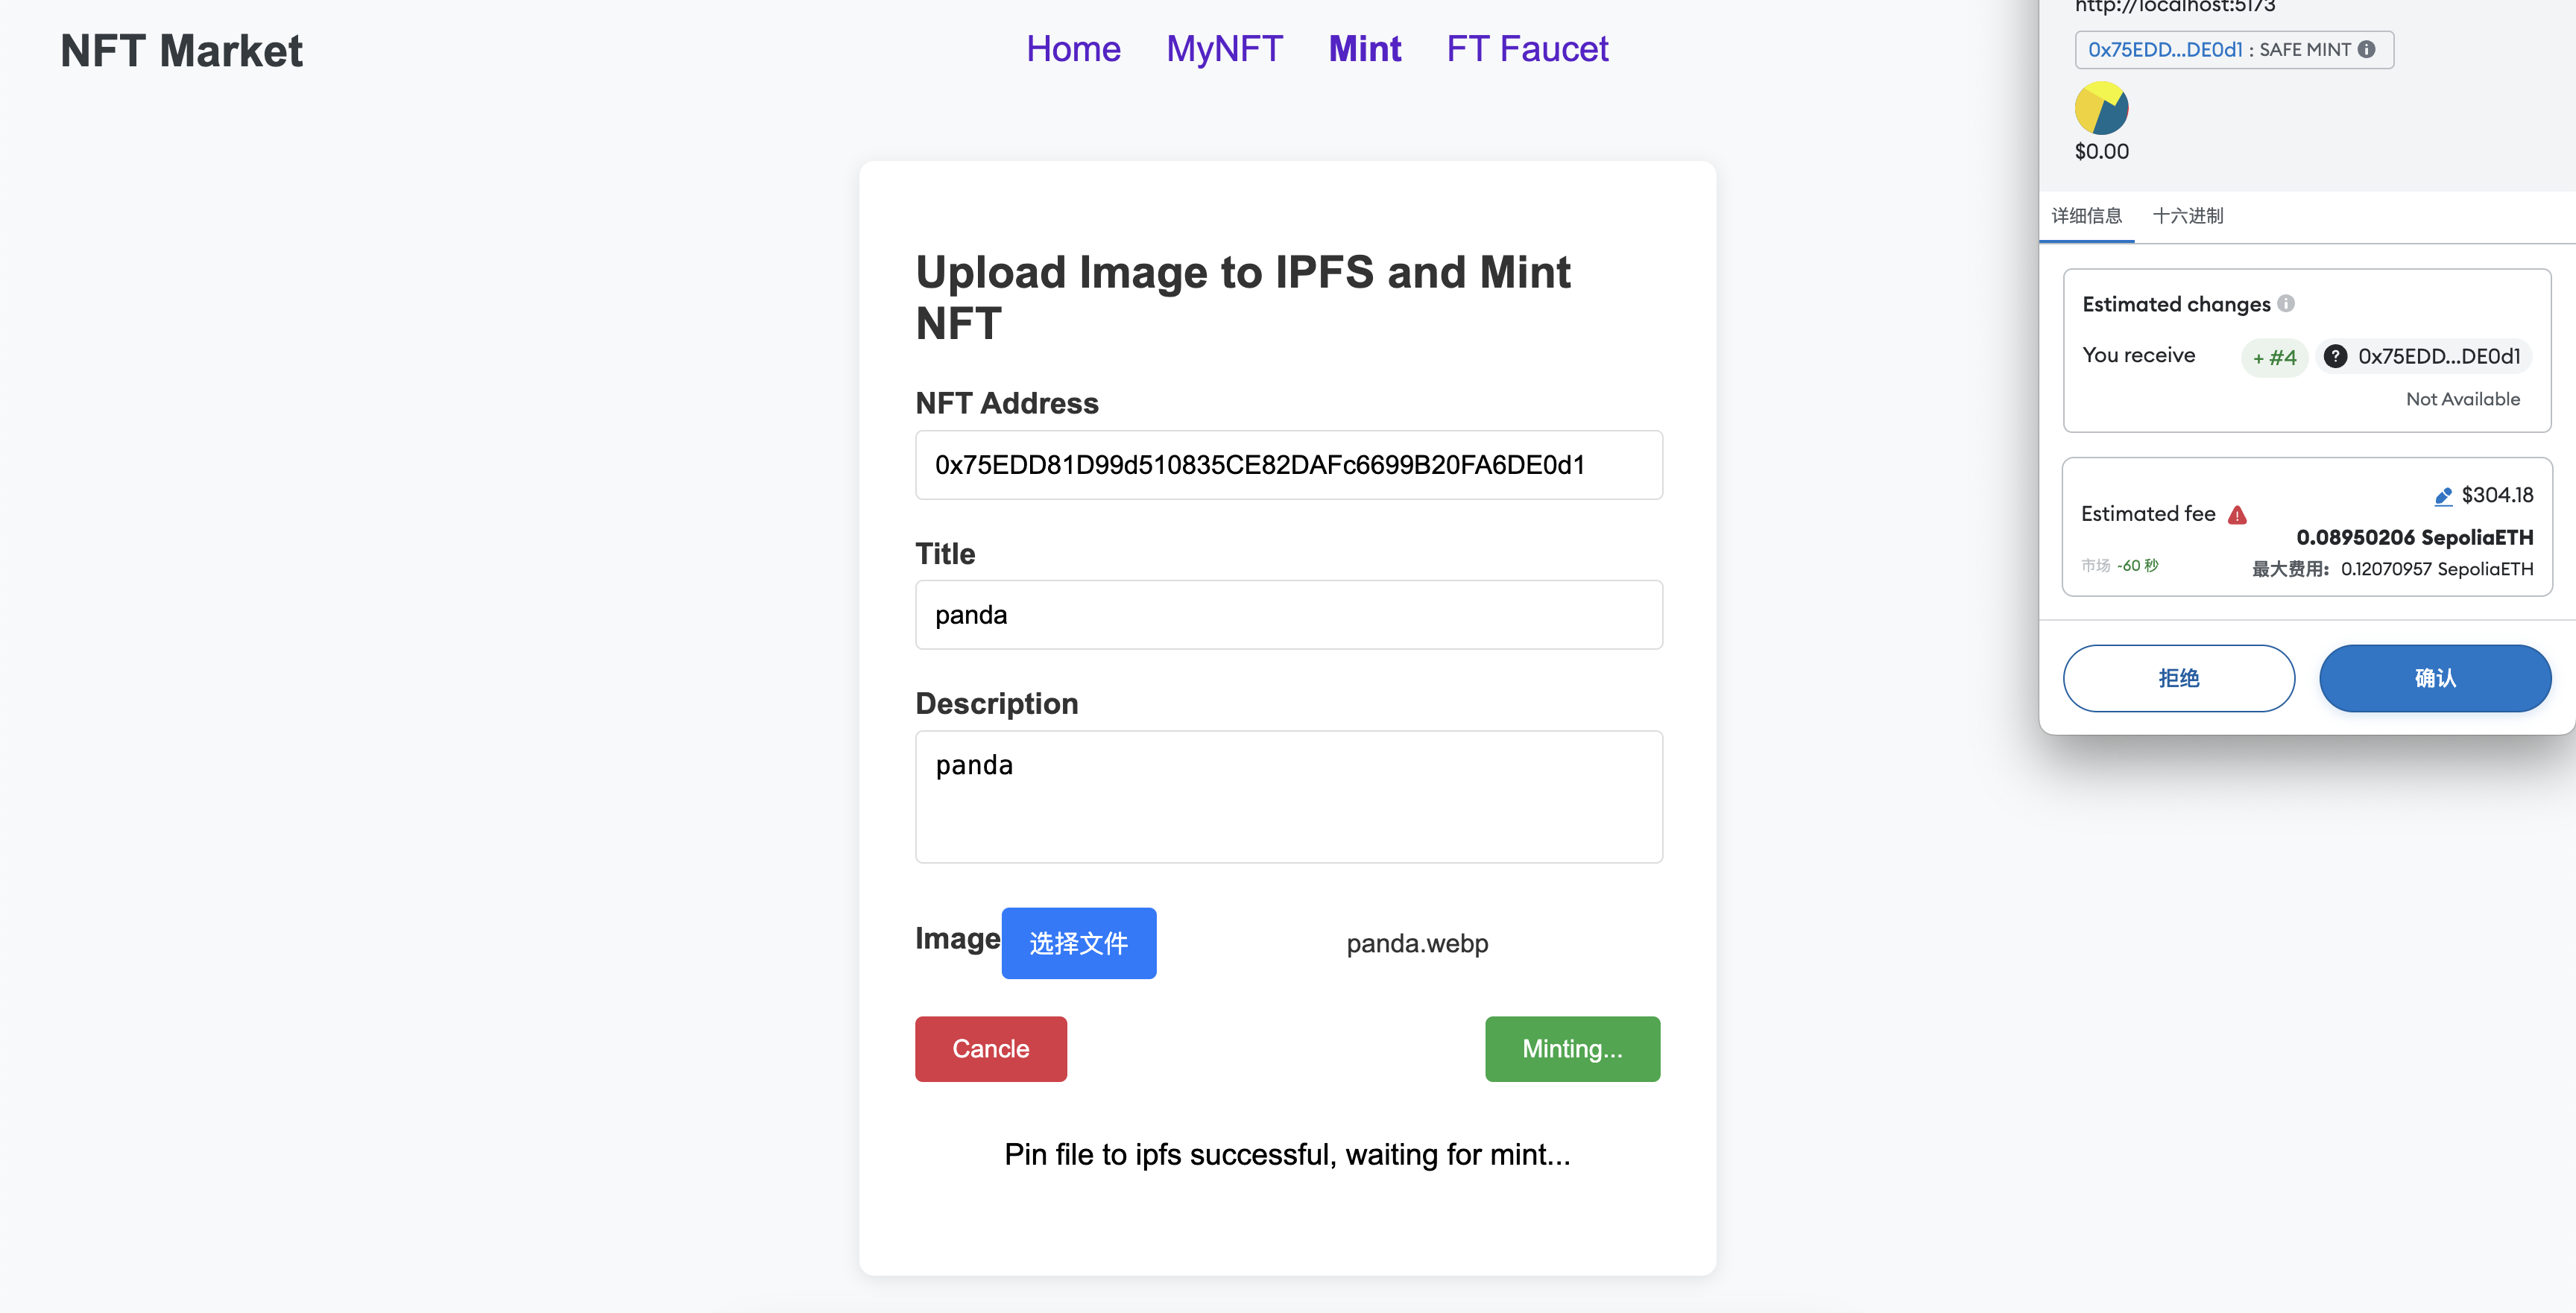 NFT Market
Home MyNFT Mint FT Faucet
Upload Image to IPFS and Mint
NFT
NFT Address
0x75EDD81D99d510835CE82DAFc6699B20FA6DE0d1
Title
panda
Description
panda
Image 选择文件 panda.webp
Cancle Minting...
Pin file to ipfs successful, waiting for mint...
http://localhost:5173
0x75EDD...DE0d1 : SAFE MINT
$0.00
详细信息 十六进制
Estimated changes
You receive + #4 0x75EDD...DE0d1
Not Available
$304.18
Estimated fee
0.08950206 SepoliaETH
市场 ~60 秒 最大费用: 0.12070957 SepoliaETH
拒绝 确认